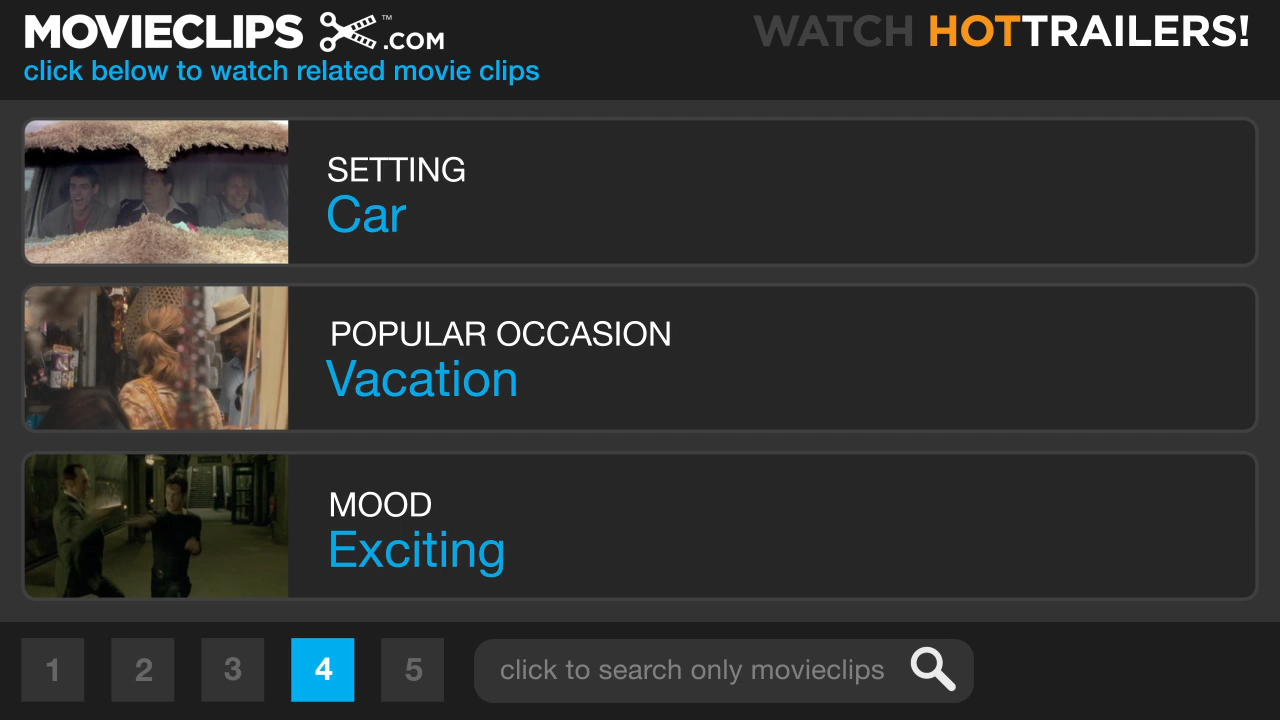 MOVIECLIPS ™ .COM
WATCH HOTTRAILERS!
click below to watch related movie clips
SETTING
Car
POPULAR OCCASION
Vacation
MOOD
Exciting
1 2 3 4 5 click to search only movieclips